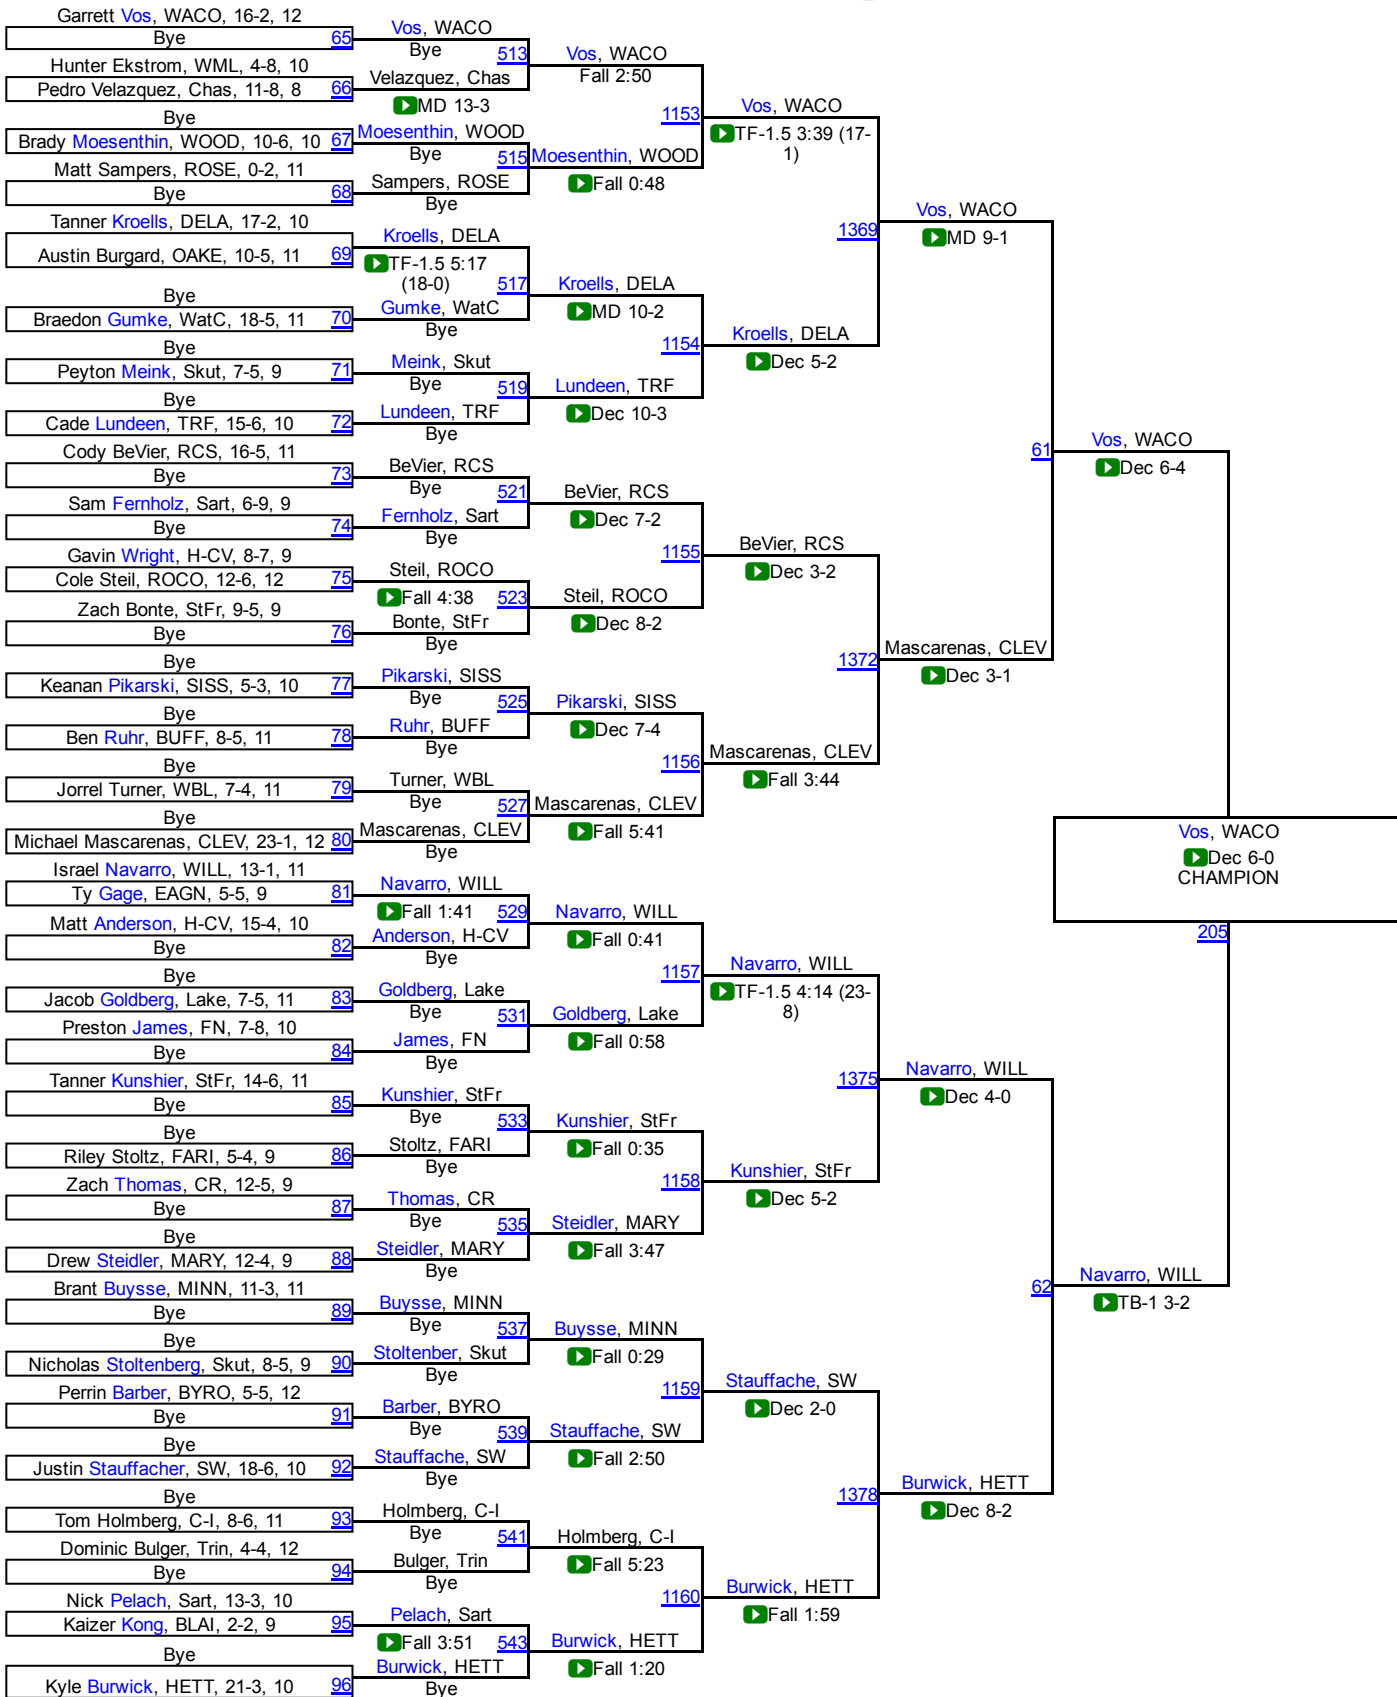 Garrett Vos, WACO, 16-2, 12
Bye 65
Hunter Ekstrom, WML, 4-8, 10
Pedro Velazquez, Chas, 11-8, 8 66
Bye
Brady Moesenthin, WOOD, 10-6, 10 67
Matt Sampers, ROSE, 0-2, 11
Bye 68
Tanner Kroells, DELA, 17-2, 10
Austin Burgard, OAKE, 10-5, 11 69
Bye
Braedon Gumke, WatC, 18-5, 11 70
Bye
Peyton Meink, Skut, 7-5, 9 71
Bye
Cade Lundeen, TRF, 15-6, 10 72
Cody BeVier, RCS, 16-5, 11
Bye 73
Sam Fernholz, Sart, 6-9, 9
Bye 74
Gavin Wright, H-CV, 8-7, 9
Cole Steil, ROCO, 12-6, 12 75
Zach Bonte, StFr, 9-5, 9
Bye 76
Bye
Keanan Pikarski, SISS, 5-3, 10 77
Bye
Ben Ruhr, BUFF, 8-5, 11 78
Bye
Jorrel Turner, WBL, 7-4, 11 79
Bye
Michael Mascarenas, CLEV, 23-1, 12 80
Israel Navarro, WILL, 13-1, 11
Ty Gage, EAGN, 5-5, 9 81
Matt Anderson, H-CV, 15-4, 10
Bye 82
Bye
Jacob Goldberg, Lake, 7-5, 11 83
Preston James, FN, 7-8, 10
Bye 84
Tanner Kunshier, StFr, 14-6, 11
Bye 85
Bye
Riley Stoltz, FARI, 5-4, 9 86
Zach Thomas, CR, 12-5, 9
Bye 87
Bye
Drew Steidler, MARY, 12-4, 9 88
Brant Buysse, MINN, 11-3, 11
Bye 89
Bye
Nicholas Stoltenberg, Skut, 8-5, 9 90
Perrin Barber, BYRO, 5-5, 12
Bye 91
Bye
Justin Stauffacher, SW, 18-6, 10 92
Bye
Tom Holmberg, C-I, 8-6, 11 93
Dominic Bulger, Trin, 4-4, 12
Bye 94
Nick Pelach, Sart, 13-3, 10
Kaizer Kong, BLAI, 2-2, 9 95
Bye
Kyle Burwick, HETT, 21-3, 10 96
Vos, WACO
Bye 513
Velazquez, Chas
MD 13-3
Moesenthin, WOOD
Bye 515
Sampers, ROSE
Bye
Kroells, DELA
TF-1.5 5:17
(18-0) 517
Gumke, WatC
Bye
Meink, Skut
Bye 519
Lundeen, TRF
Bye
BeVier, RCS
Bye 521
Fernholz, Sart
Bye
Steil, ROCO
Fall 4:38 523
Bonte, StFr
Bye
Pikarski, SISS
Bye 525
Ruhr, BUFF
Bye
Turner, WBL
Bye 527
Mascarenas, CLEV
Bye
Navarro, WILL
Fall 1:41 529
Anderson, H-CV
Bye
Goldberg, Lake
Bye 531
James, FN
Bye
Kunshier, StFr
Bye 533
Stoltz, FARI
Bye
Thomas, CR
Bye 535
Steidler, MARY
Bye
Buysse, MINN
Bye 537
Stoltenber, Skut
Bye
Barber, BYRO
Bye 539
Stauffache, SW
Bye
Holmberg, C-I
Bye 541
Bulger, Trin
Bye
Pelach, Sart
Fall 3:51 543
Burwick, HETT
Bye
Vos, WACO
Fall 2:50
1153
Moesenthin, WOOD
Fall 0:48
Kroells, DELA
MD 10-2
1154
Lundeen, TRF
Dec 10-3
BeVier, RCS
Dec 7-2
1155
Steil, ROCO
Dec 8-2
Pikarski, SISS
Dec 7-4
1156
Mascarenas, CLEV
Fall 5:41
Navarro, WILL
Fall 0:41
1157
Goldberg, Lake
Fall 0:58
Kunshier, StFr
Fall 0:35
1158
Steidler, MARY
Fall 3:47
Buysse, MINN
Fall 0:29
1159
Stauffache, SW
Fall 2:50
Holmberg, C-I
Fall 5:23
1160
Burwick, HETT
Fall 1:20
Vos, WACO
TF-1.5 3:39 (17-
1)
1369
Kroells, DELA
Dec 5-2
BeVier, RCS
Dec 3-2
1372
Mascarenas, CLEV
Fall 3:44
Navarro, WILL
TF-1.5 4:14 (23-
8)
1375
Kunshier, StFr
Dec 5-2
Stauffache, SW
Dec 2-0
1378
Burwick, HETT
Fall 1:59
Vos, WACO
MD 9-1
61
Mascarenas, CLEV
Dec 3-1
Navarro, WILL
Dec 4-0
62
Burwick, HETT
Dec 8-2
Vos, WACO
Dec 6-4
Navarro, WILL
TB-1 3-2
Vos, WACO
Dec 6-0
CHAMPION
205